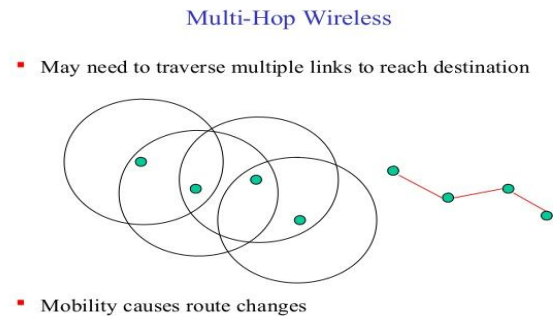 Multi-Hop Wireless
May need to traverse multiple links to reach destination
Mobility causes route changes